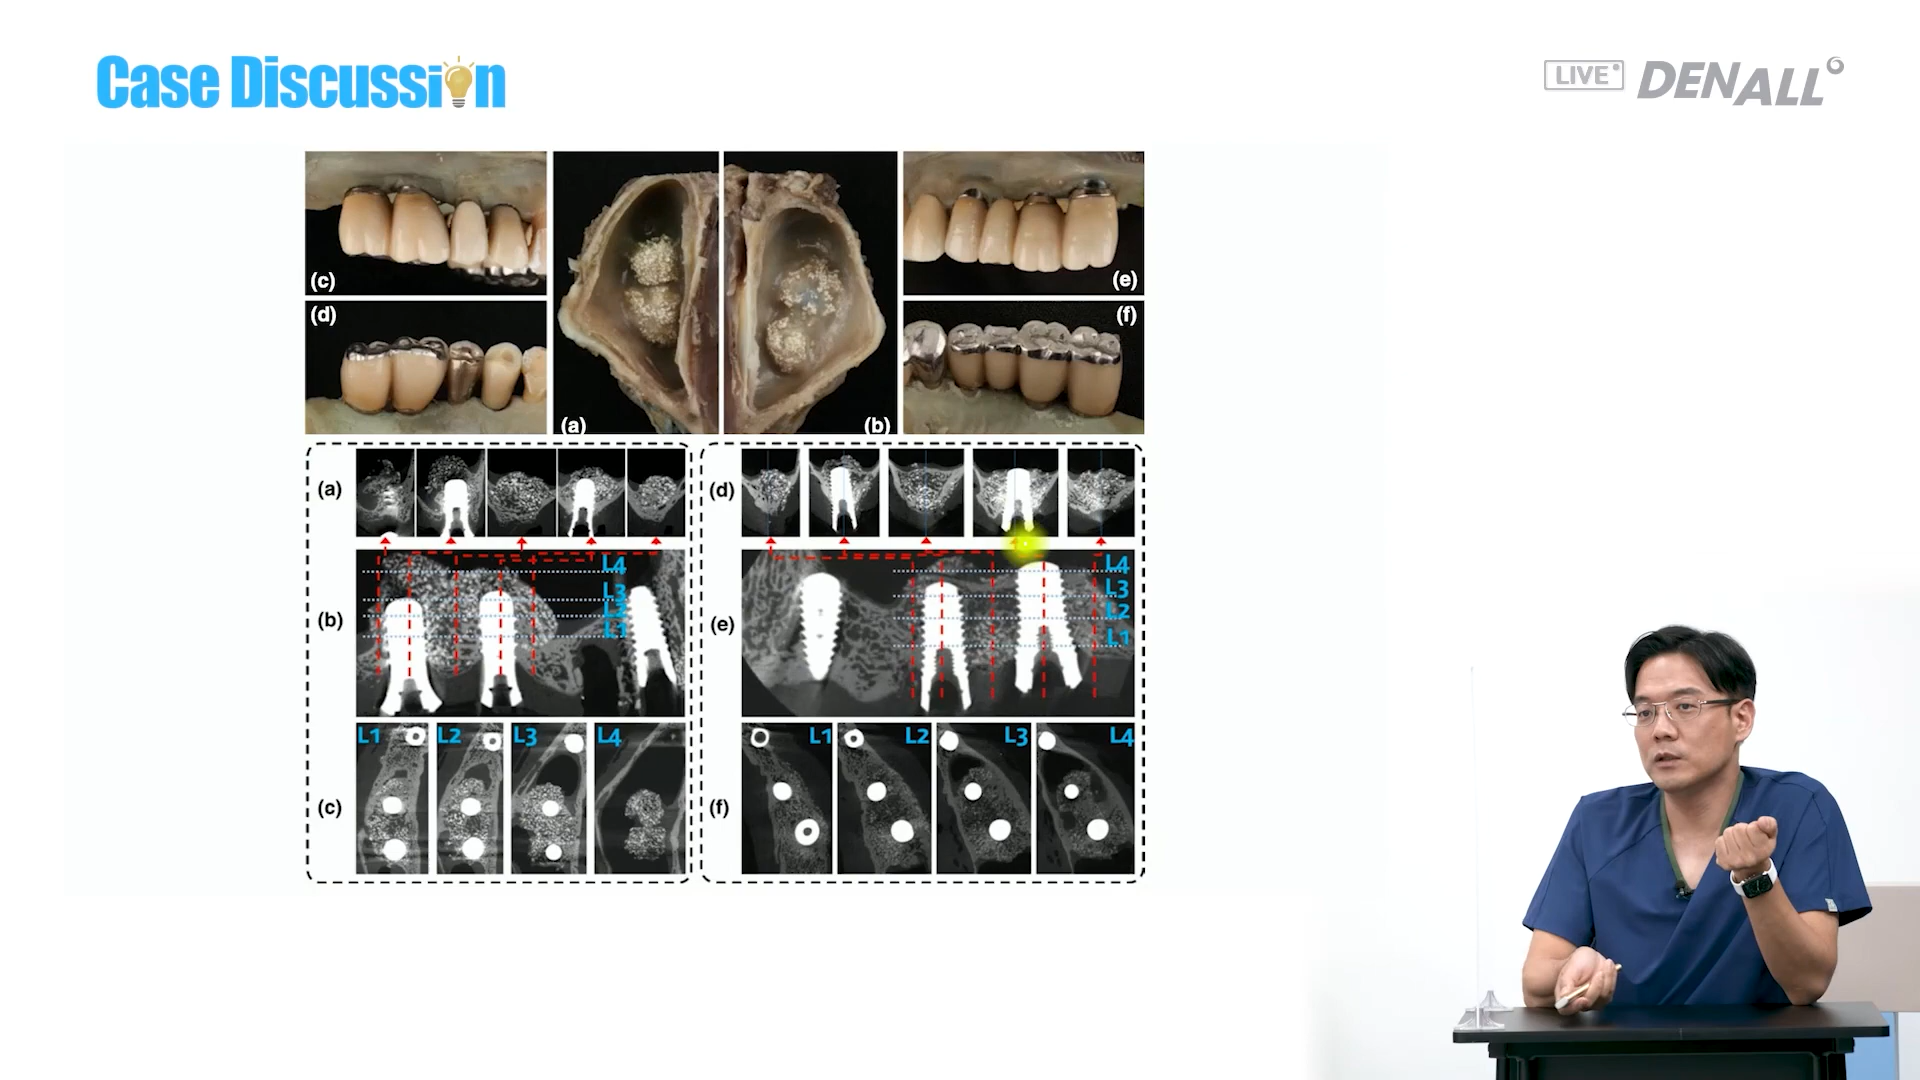 Case Discussion
LIVE DENALL
(c)
(e)
(d)
(f)
(a)
(b)
(a)
(d)
L4
L3
L2
L1
(b)
L4
L3
L2
L1
(e)
L1
L2
L3
L4
(c)
L1
L2
L3
L4
(f)